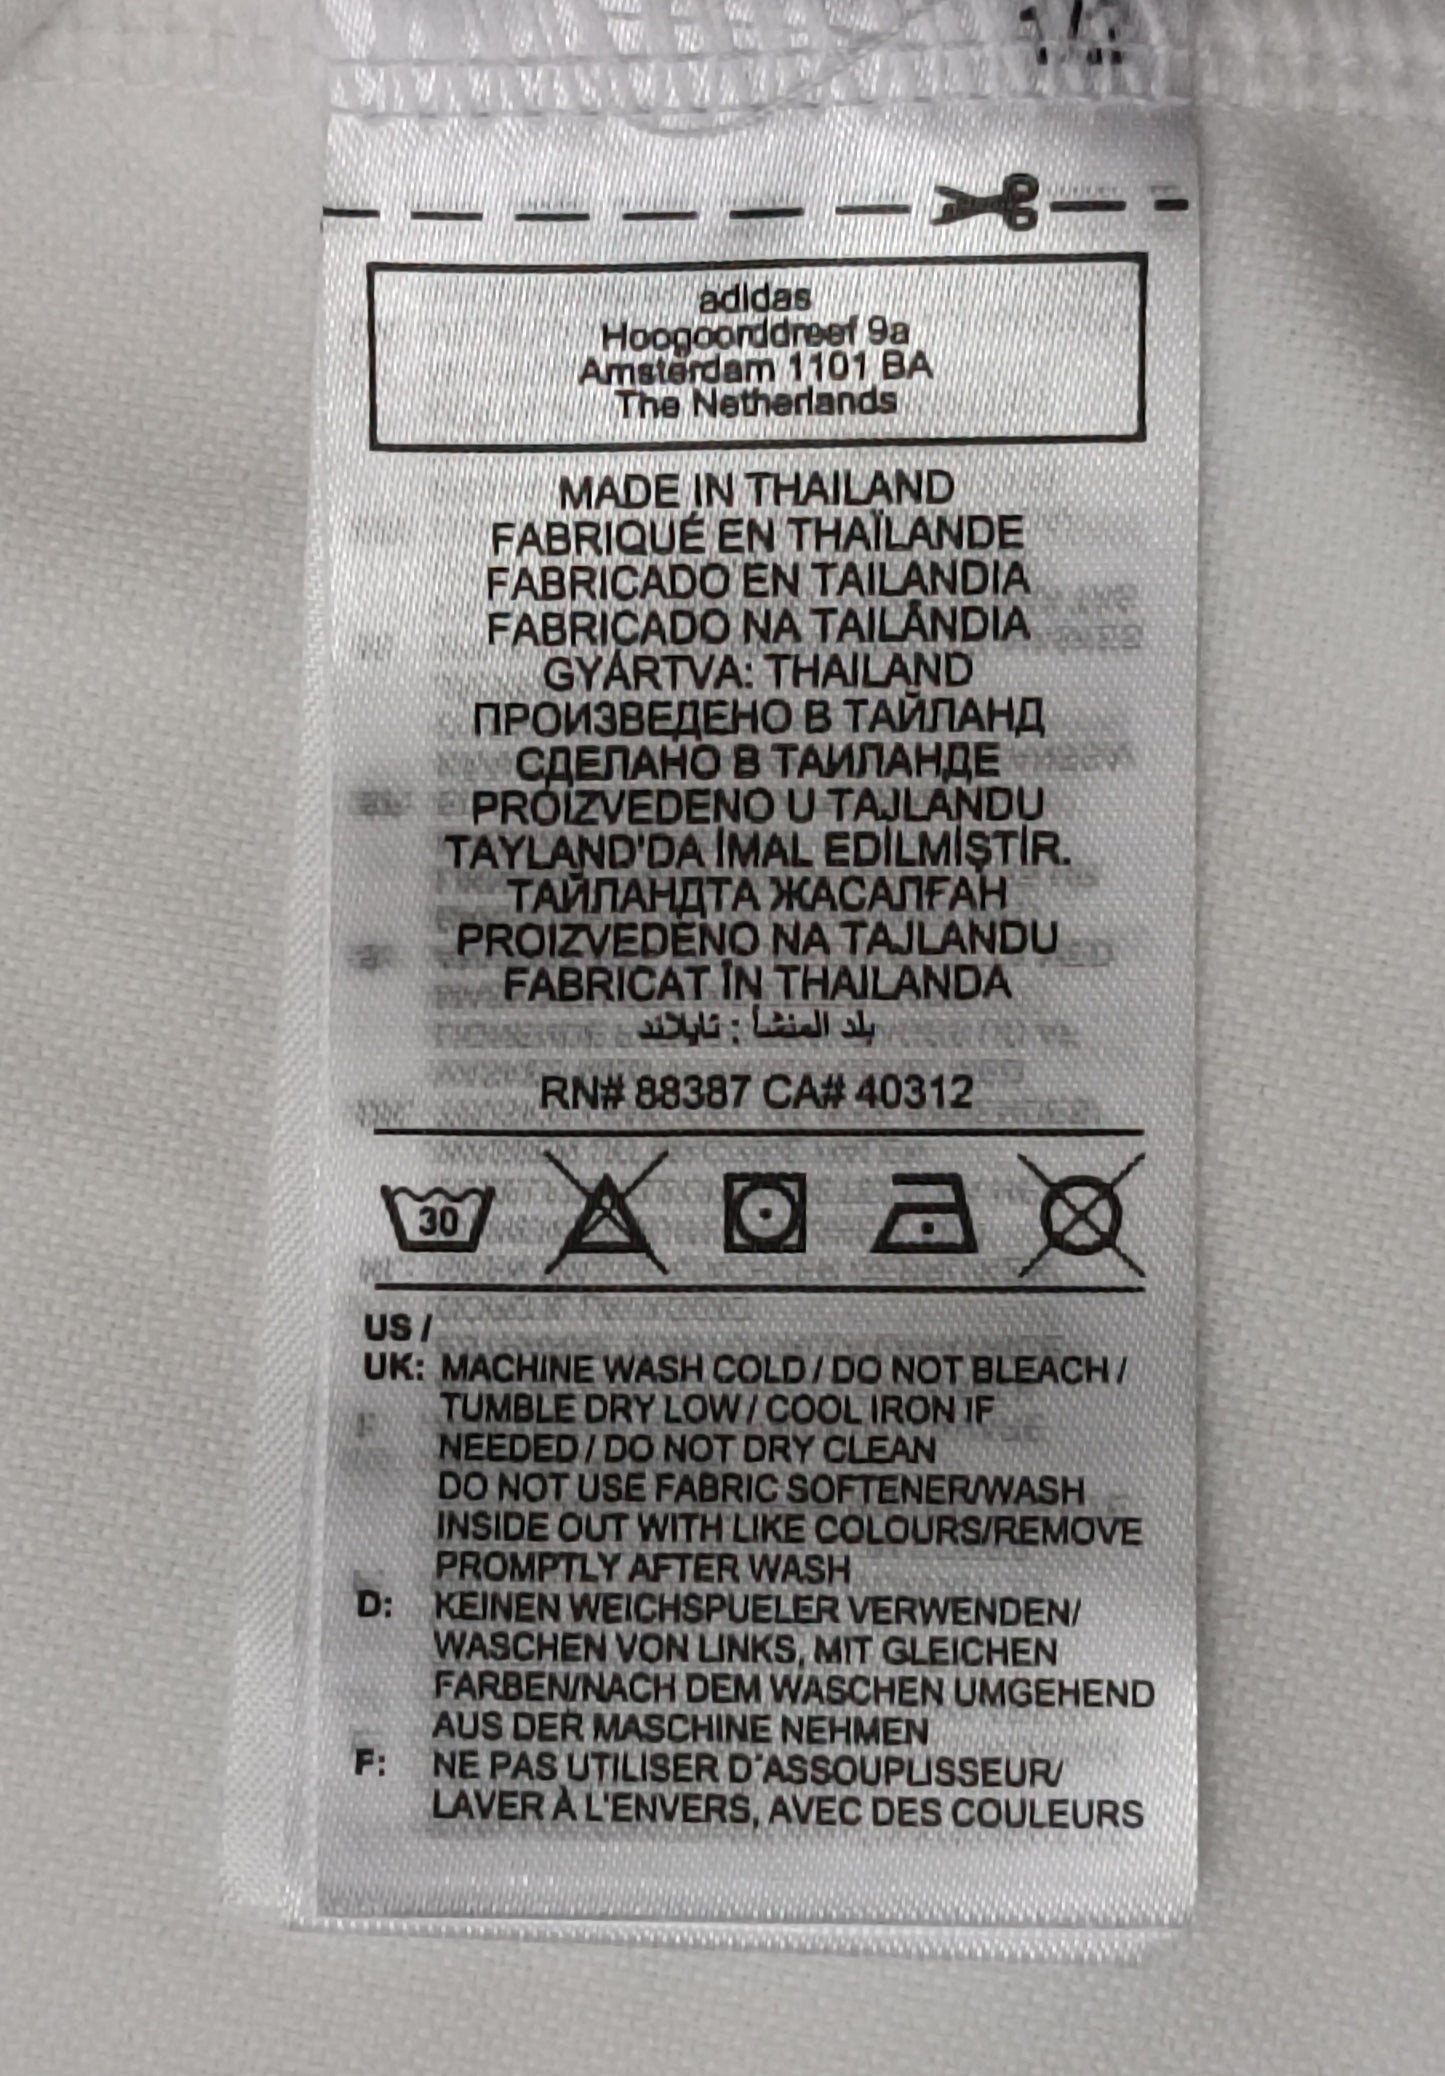 adidas
Hoogoorddreef 9a
Amsterdam 1101 BA
The Netherlands
MADE IN THAILAND
FABRIQUÉ EN THAÏLANDE
FABRICADO EN TAILANDIA
FABRICADO NA TAILÂNDIA
GYÁRTVA: THAILAND
ПРОИЗВЕДЕНО В ТАЙЛАНД
СДЕЛАНО В ТАИЛАНДЕ
PROIZVEDENO U TAJLANDU
TAYLAND'DA İMAL EDİLMİŞTİR.
ТАЙЛАНДТА ЖАСАЛҒАН
PROIZVEDENO NA TAJLANDU
FABRICAT ÎN THAILANDA
بلد المنشأ : تايلاند
RN# 88387 CA# 40312
30
US /
UK: MACHINE WASH COLD / DO NOT BLEACH /
TUMBLE DRY LOW / COOL IRON IF
NEEDED / DO NOT DRY CLEAN
DO NOT USE FABRIC SOFTENER/WASH
INSIDE OUT WITH LIKE COLOURS/REMOVE
PROMPTLY AFTER WASH
D: KEINEN WEICHSPUELER VERWENDEN/
WASCHEN VON LINKS, MIT GLEICHEN
FARBEN/NACH DEM WASCHEN UMGEHEND
AUS DER MASCHINE NEHMEN
F: NE PAS UTILISER D'ASSOUPLISSEUR/
LAVER À L'ENVERS, AVEC DES COULEURS